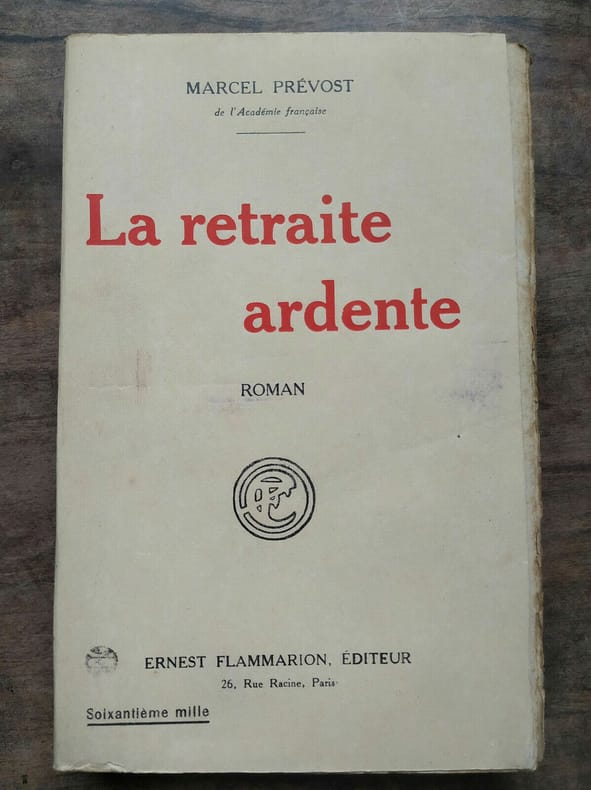 MARCEL PRÉVOST
de l'Académie française
La retraite
ardente
ROMAN
ERNEST FLAMMARION, ÉDITEUR
26, Rue Racine, Paris
Soixantième mille